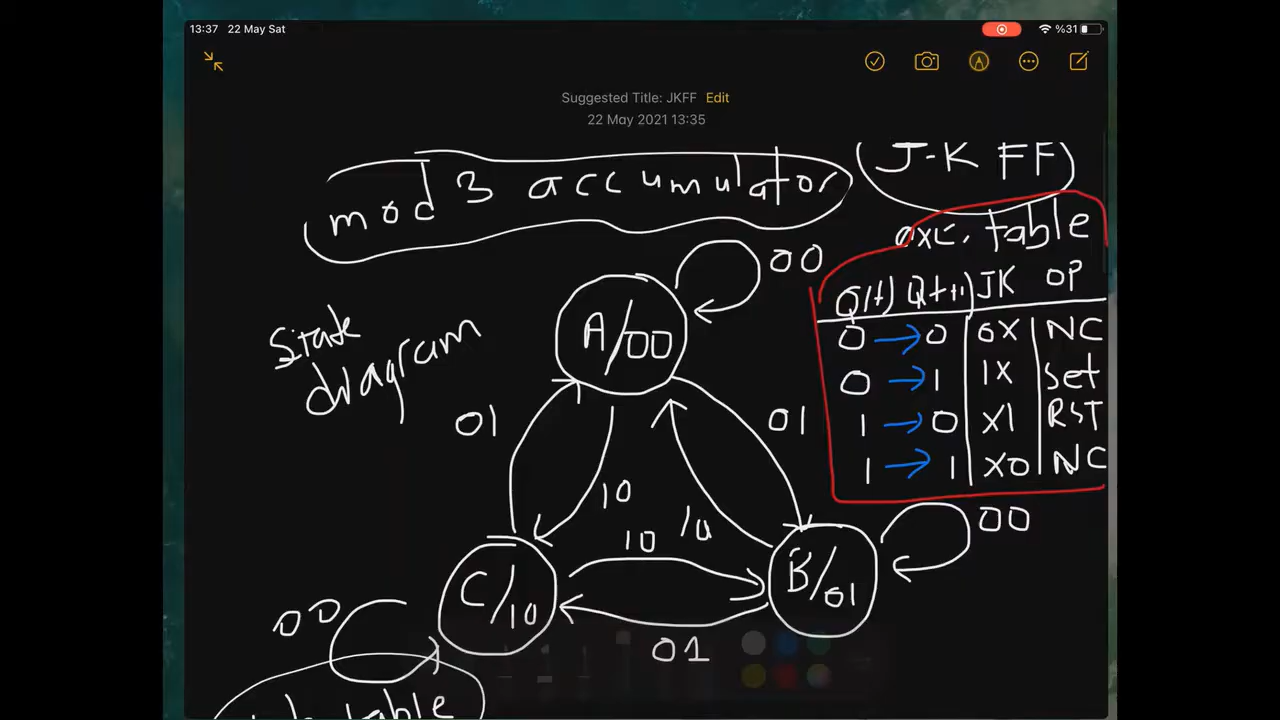 13:37 22 May Sat
%31
Suggested Title: JKFF Edit
22 May 2021 13:35
mod 3 accumulator
J-K FF
exc. table
Q(t) Q(t+1) JK OP
0 → 0 0X NC
0 → 1 1X Set
1 → 0 X1 RST
1 → 1 X0 NC
State diagram
A/00
00
01
01
10
10
10
C/10
B/01
00
00
01
table